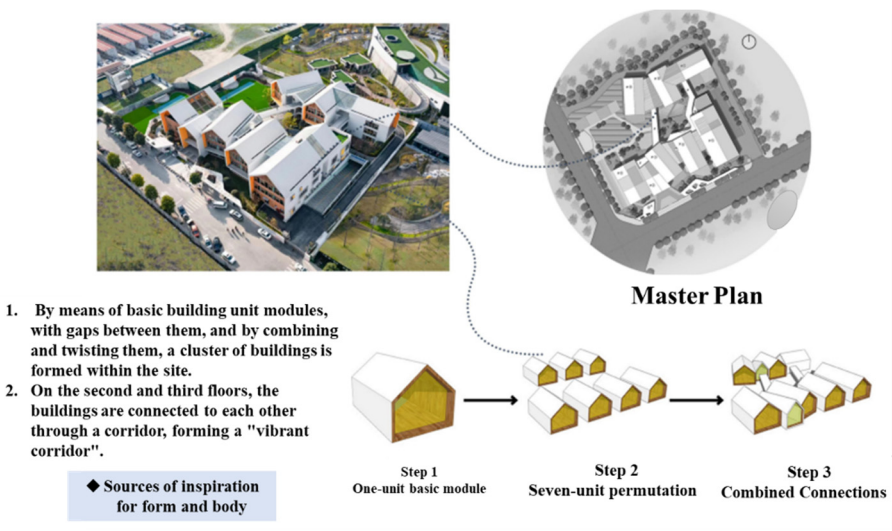 Master Plan
1. By means of basic building unit modules,
with gaps between them, and by combining
and twisting them, a cluster of buildings is
formed within the site.
2. On the second and third floors, the
buildings are connected to each other
through a corridor, forming a "vibrant
corridor".
◆ Sources of inspiration
for form and body
Step 1
One-unit basic module
Step 2
Seven-unit permutation
Step 3
Combined Connections